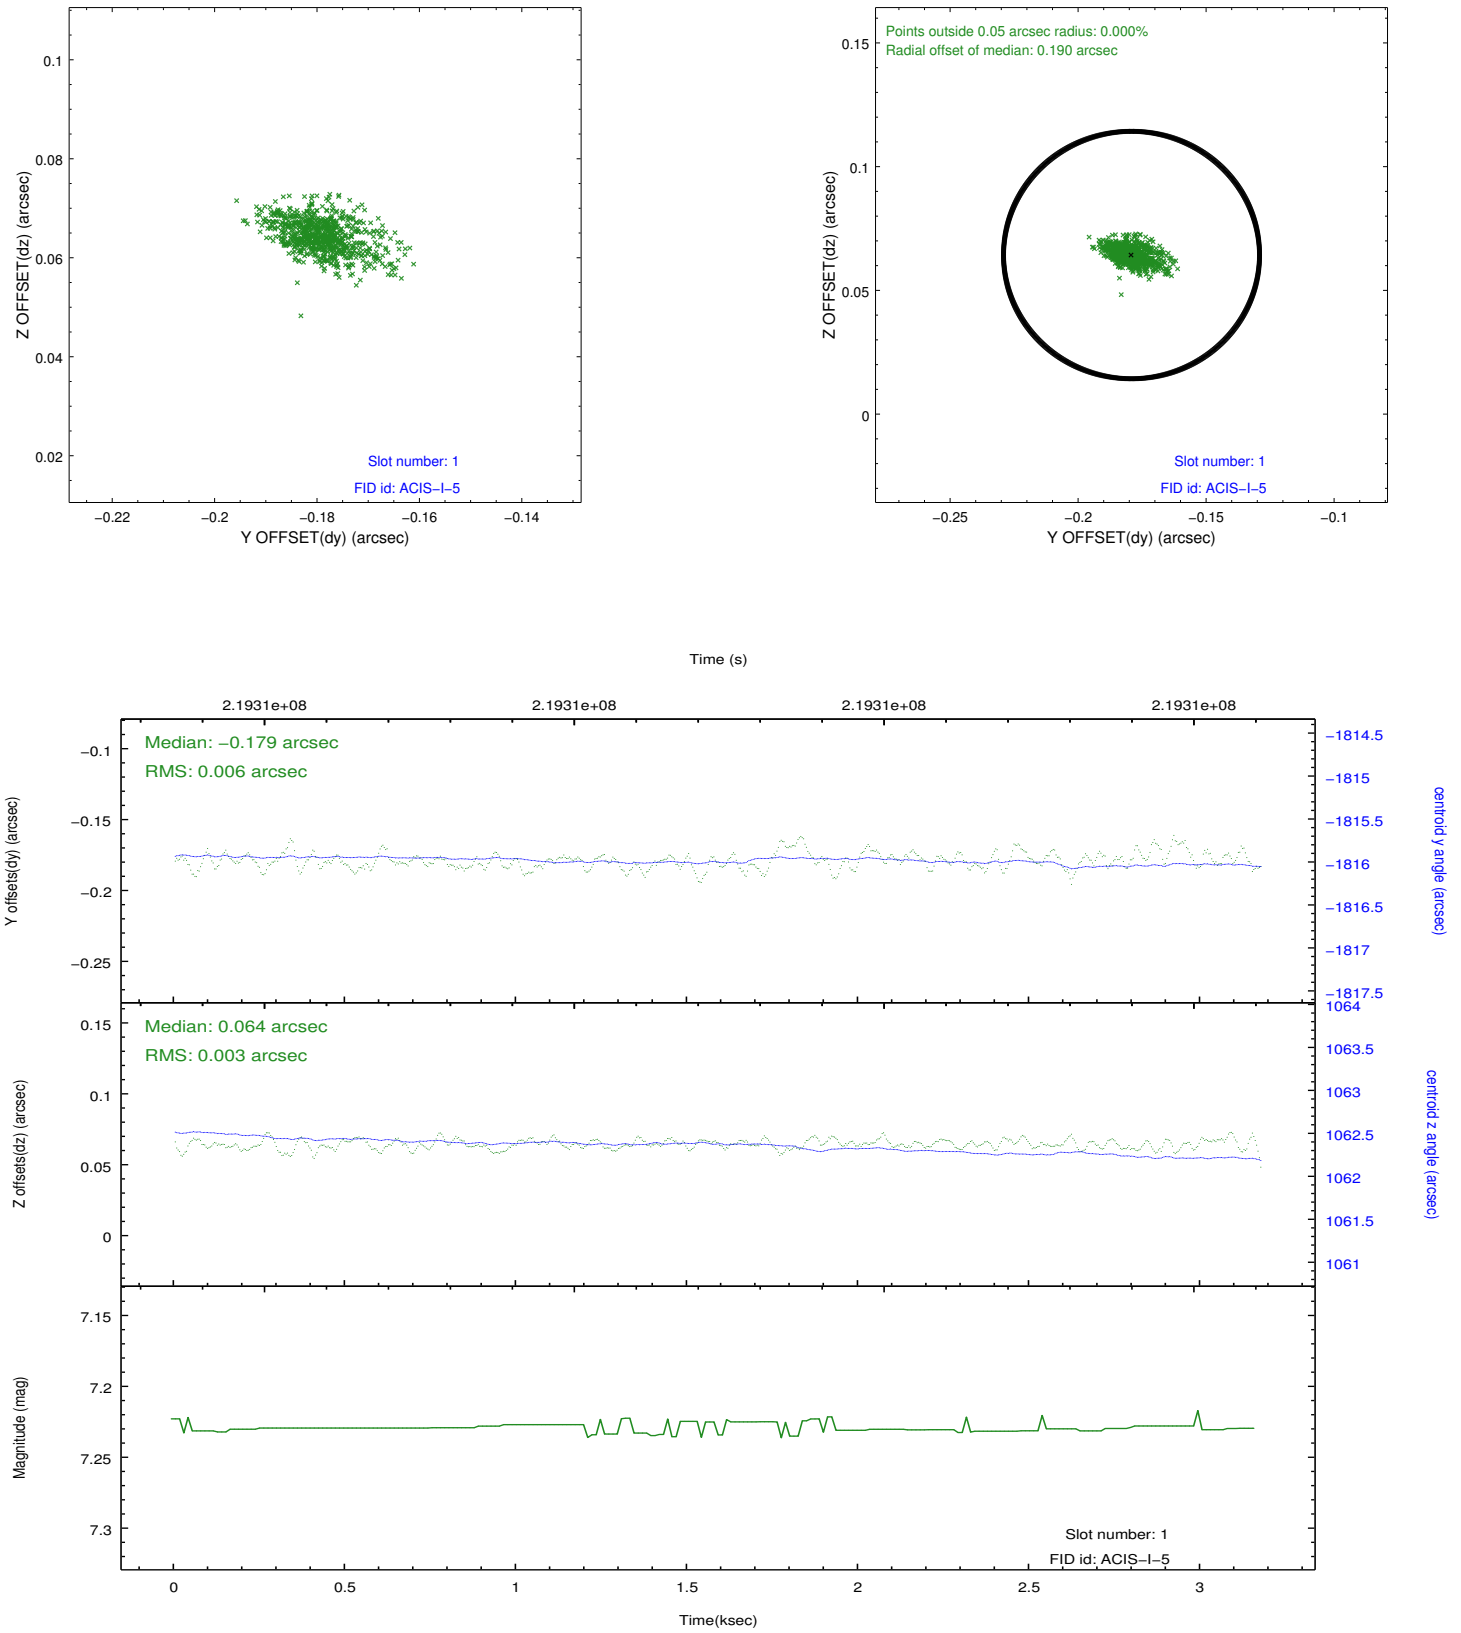 0.1
0.08
0.06
0.04
0.02
Z OFFSET(dz) (arcsec)
Slot number: 1
FID id: ACIS−I−5
−0.22 −0.2 −0.18 −0.16 −0.14
Y OFFSET(dy) (arcsec)
Points outside 0.05 arcsec radius: 0.000%
Radial offset of median: 0.190 arcsec
0.15
0.1
0.05
0
Z OFFSET(dz) (arcsec)
Slot number: 1
FID id: ACIS−I−5
−0.25 −0.2 −0.15 −0.1
Y OFFSET(dy) (arcsec)
Time (s)
2.1931e+08 2.1931e+08 2.1931e+08 2.1931e+08
Median: −0.179 arcsec
RMS: 0.006 arcsec
−0.1
−0.15
−0.2
−0.25
Y offsets(dy) (arcsec)
−1814.5
−1815
−1815.5
−1816
−1816.5
−1817
−1817.5
centroid y angle (arcsec)
Median: 0.064 arcsec
RMS: 0.003 arcsec
0.15
0.1
0.05
0
Z offsets(dz) (arcsec)
1064
1063.5
1063
1062.5
1062
1061.5
1061
centroid z angle (arcsec)
7.15
7.2
7.25
7.3
Magnitude (mag)
Slot number: 1
FID id: ACIS−I−5
0 0.5 1 1.5 2 2.5 3
Time(ksec)